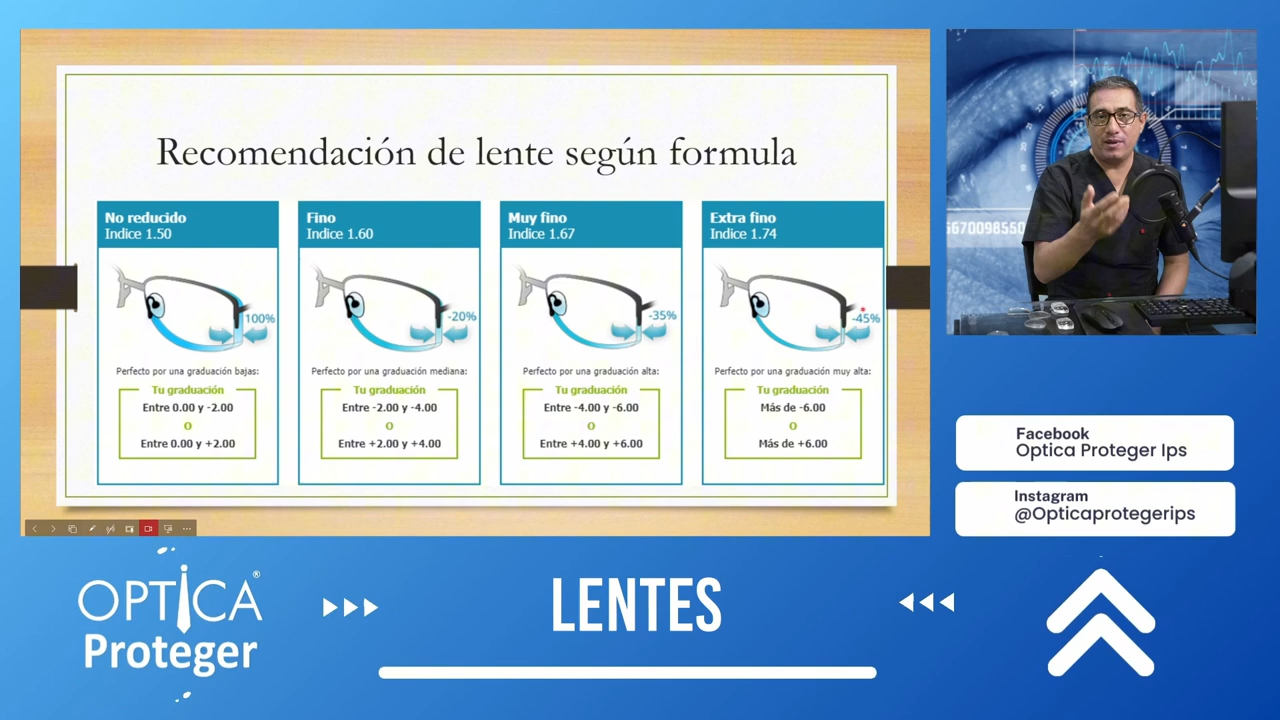 Recomendación de lente según formula
No reducido
Indice 1.50
100%
Perfecto por una graduación bajas:
Tu graduación
Entre 0.00 y -2.00
O
Entre 0.00 y +2.00
Fino
Indice 1.60
-20%
Perfecto por una graduación mediana:
Tu graduación
Entre -2.00 y -4.00
O
Entre +2.00 y +4.00
Muy fino
Indice 1.67
-35%
Perfecto por una graduación alta:
Tu graduación
Entre -4.00 y -6.00
O
Entre +4.00 y +6.00
Extra fino
Indice 1.74
-45%
Perfecto por una graduación muy alta:
Tu graduación
Más de -6.00
O
Más de +6.00
Facebook
Optica Proteger Ips
Instagram
@Opticaprotegerips
OPTICA®
Proteger
LENTES